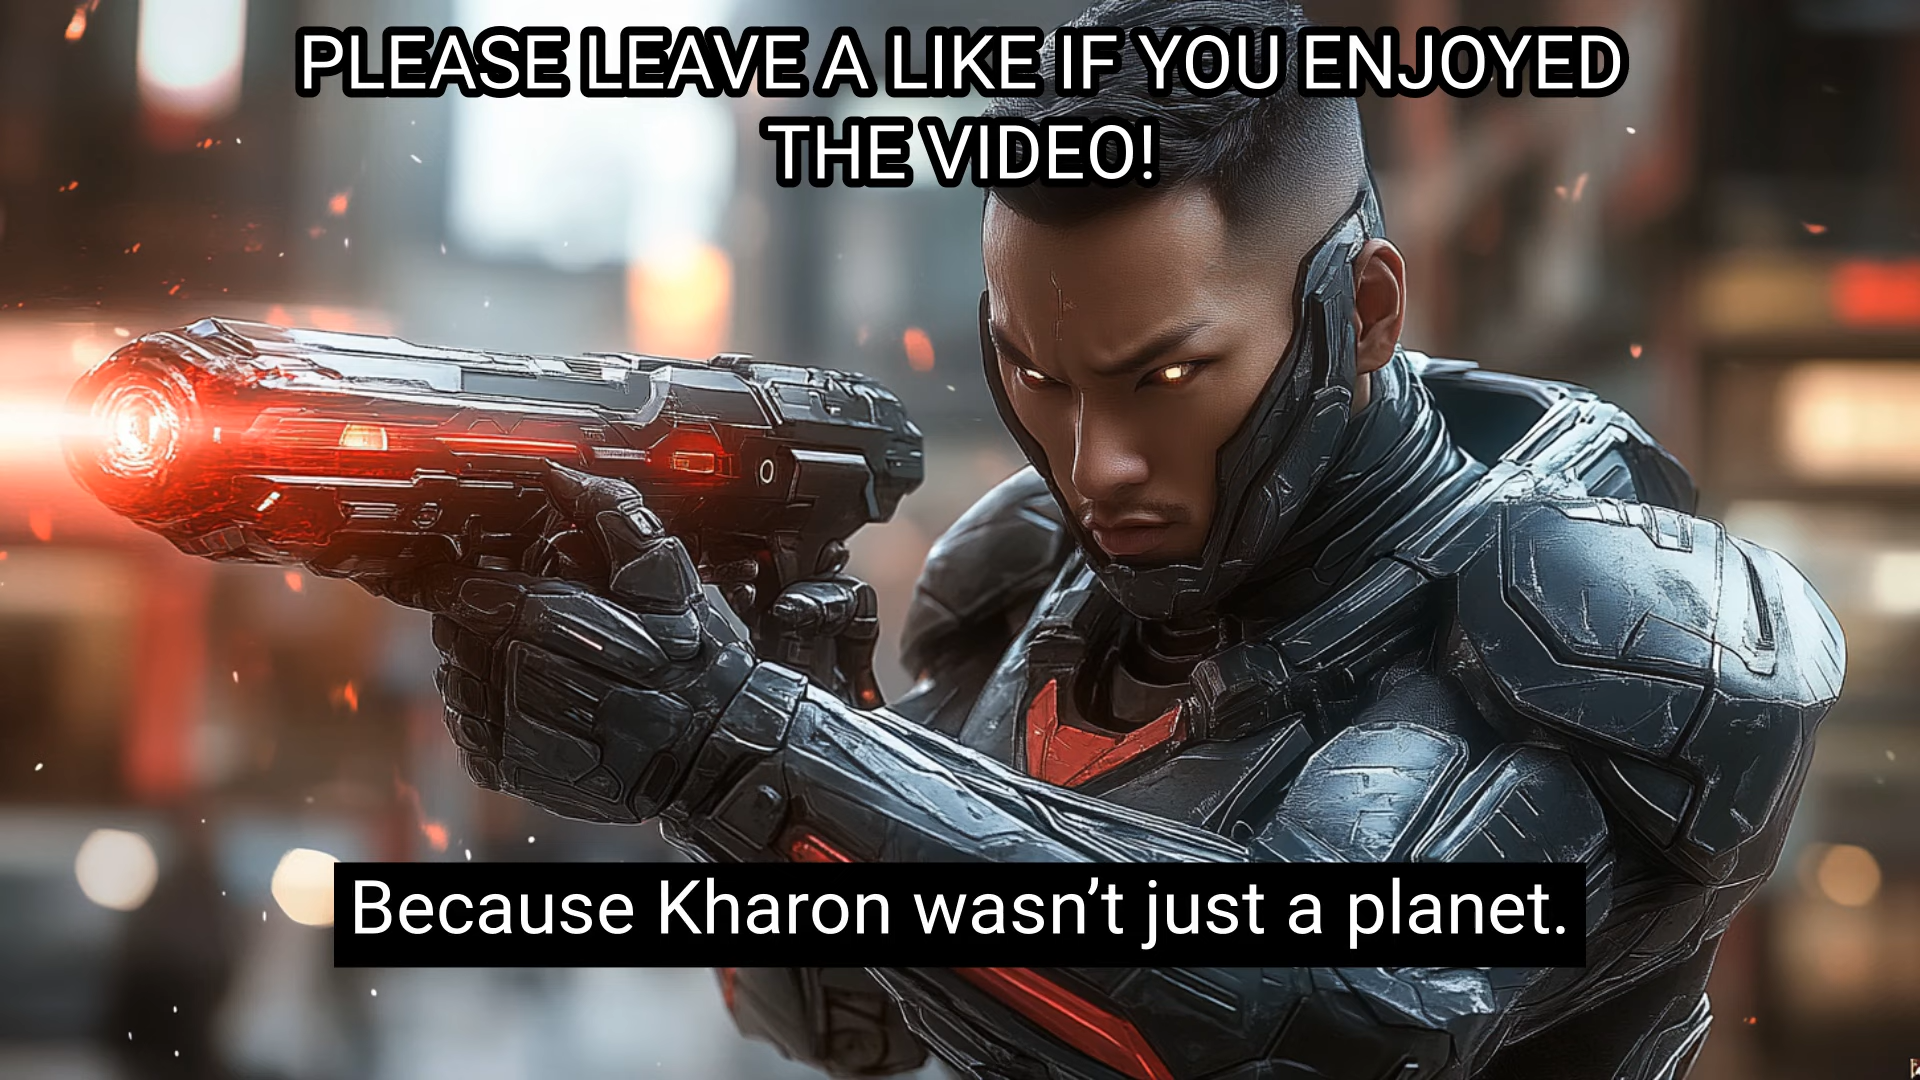 PLEASE LEAVE A LIKE IF YOU ENJOYED
THE VIDEO!
Because Kharon wasn’t just a planet.